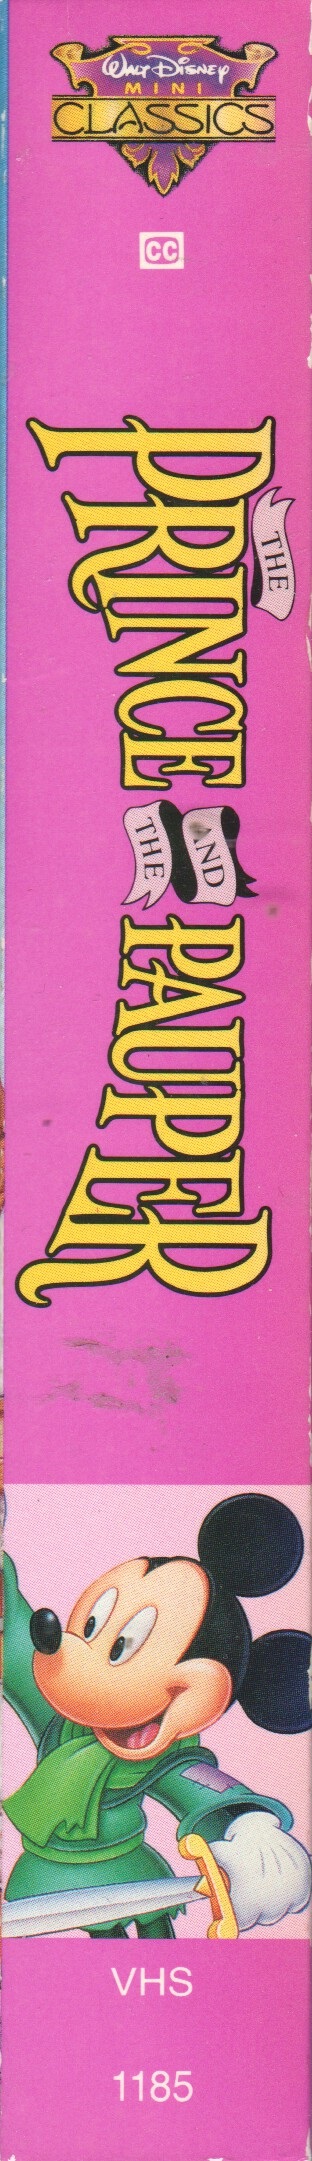 Walt Disney
MINI
CLASSICS
CC
THE
PRINCE
AND
THE
PAUPER
VHS
1185